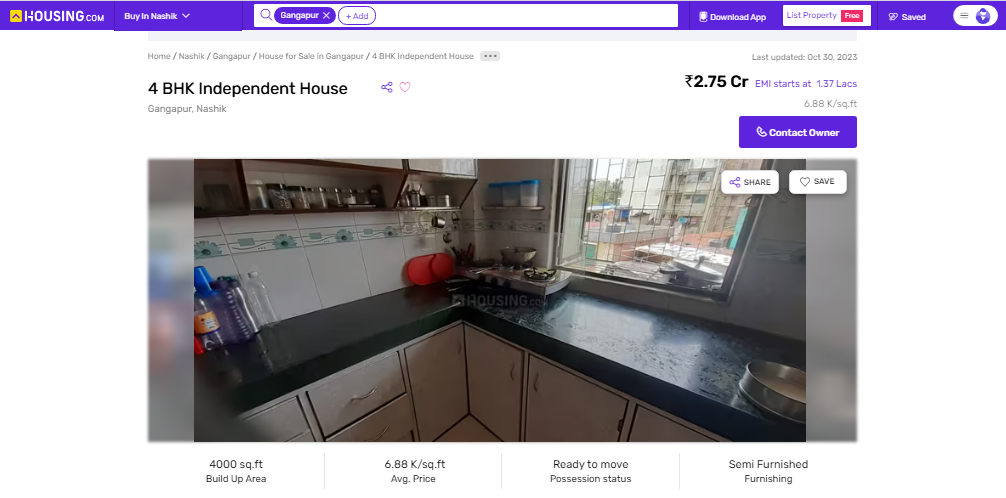 HOUSING.COM
Buy In Nashik
Gangapur
+ Add
Download App
List Property Free
Saved
Home / Nashik / Gangapur / House for Sale in Gangapur / 4 BHK Independent House
Last updated: Oct 30, 2023
4 BHK Independent House
₹2.75 Cr EMI starts at 1.37 Lacs
Gangapur, Nashik
6.88 K/sq.ft
Contact Owner
SHARE
SAVE
HOUSING.COM
4000 sq.ft
Build Up Area
6.88 K/sq.ft
Avg. Price
Ready to move
Possession status
Semi Furnished
Furnishing